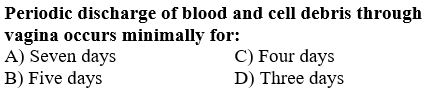 Periodic discharge of blood and cell debris through
vagina occurs minimally for:
A) Seven days C) Four days
B) Five days D) Three days